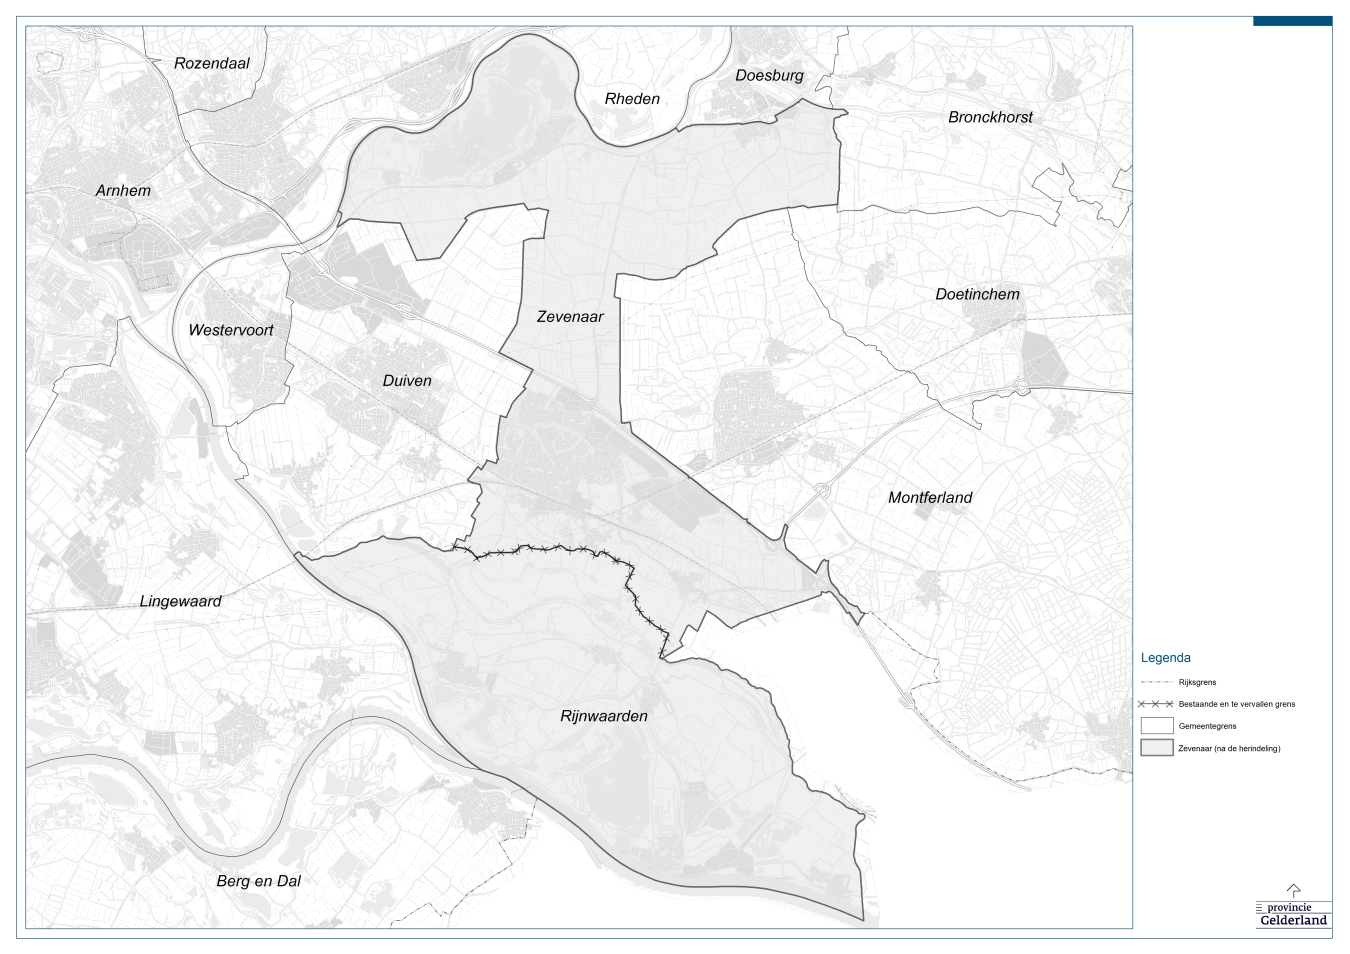 Rozendaal
Doesburg
Rheden
Bronckhorst
Arnhem
Doetinchem
Zevenaar
Westervoort
Duiven
Montferland
Lingewaard
Rijnwaarden
Berg en Dal
Legenda
Rijksgrens
Bestaande en te vervallen grens
Gemeentegrens
Zevenaar (na de herindeling)
provincie
Gelderland